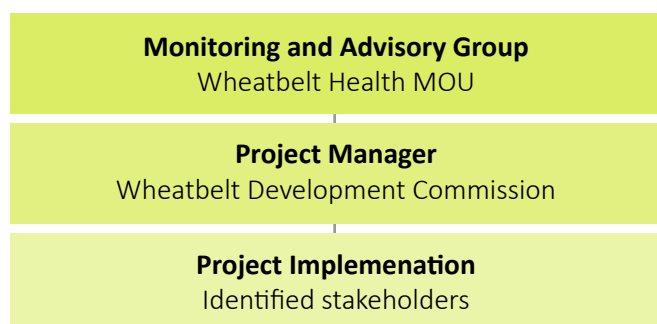 Monitoring and Advisory Group
Wheatbelt Health MOU
Project Manager
Wheatbelt Development Commission
Project Implemenation
Identified stakeholders